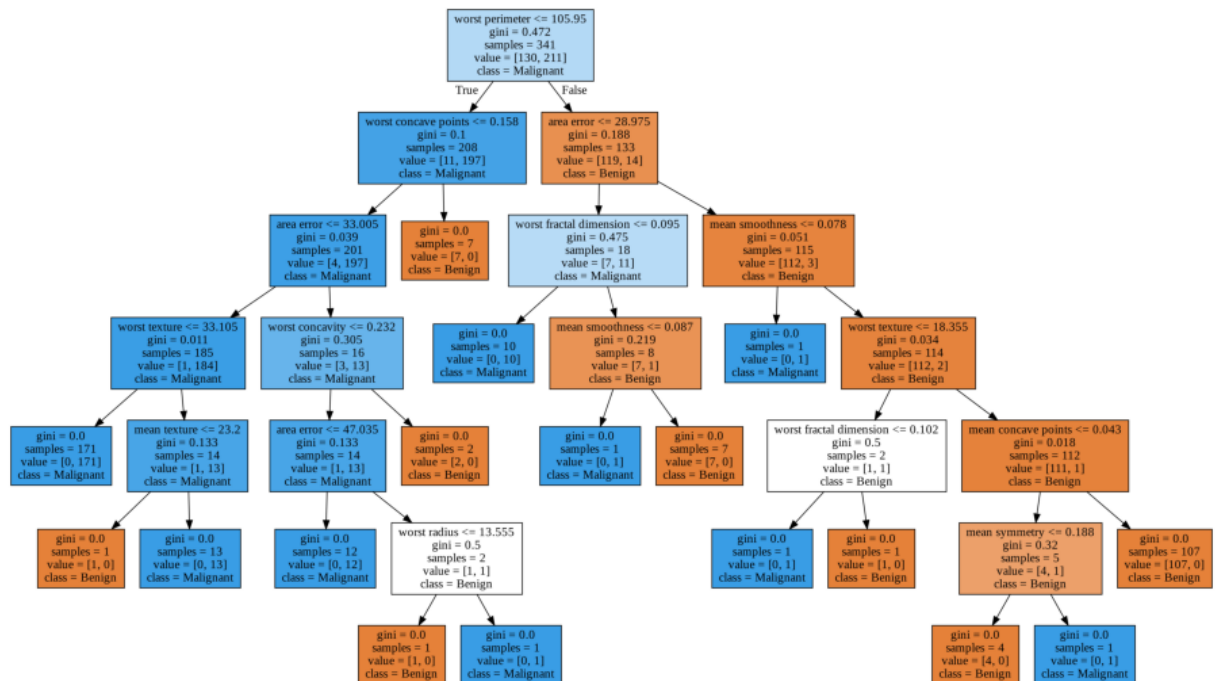 worst perimeter <= 105.95
gini = 0.472
samples = 341
value = [130, 211]
class = Malignant
True
False
worst concave points <= 0.158
gini = 0.1
samples = 208
value = [11, 197]
class = Malignant
area error <= 28.975
gini = 0.188
samples = 133
value = [119, 14]
class = Benign
area error <= 33.005
gini = 0.039
samples = 201
value = [4, 197]
class = Malignant
gini = 0.0
samples = 7
value = [7, 0]
class = Benign
worst fractal dimension <= 0.095
gini = 0.475
samples = 18
value = [7, 11]
class = Malignant
mean smoothness <= 0.078
gini = 0.051
samples = 115
value = [112, 3]
class = Benign
worst texture <= 33.105
gini = 0.011
samples = 185
value = [1, 184]
class = Malignant
worst concavity <= 0.232
gini = 0.305
samples = 16
value = [3, 13]
class = Malignant
gini = 0.0
samples = 10
value = [0, 10]
class = Malignant
mean smoothness <= 0.087
gini = 0.219
samples = 8
value = [7, 1]
class = Benign
gini = 0.0
samples = 1
value = [0, 1]
class = Malignant
worst texture <= 18.355
gini = 0.034
samples = 114
value = [112, 2]
class = Benign
gini = 0.0
samples = 171
value = [0, 171]
class = Malignant
mean texture <= 23.2
gini = 0.133
samples = 14
value = [1, 13]
class = Malignant
area error <= 47.035
gini = 0.133
samples = 14
value = [1, 13]
class = Malignant
gini = 0.0
samples = 2
value = [2, 0]
class = Benign
gini = 0.0
samples = 1
value = [0, 1]
class = Malignant
gini = 0.0
samples = 7
value = [7, 0]
class = Benign
worst fractal dimension <= 0.102
gini = 0.5
samples = 2
value = [1, 1]
class = Benign
mean concave points <= 0.043
gini = 0.018
samples = 112
value = [111, 1]
class = Benign
gini = 0.0
samples = 1
value = [1, 0]
class = Benign
gini = 0.0
samples = 13
value = [0, 13]
class = Malignant
gini = 0.0
samples = 12
value = [0, 12]
class = Malignant
worst radius <= 13.555
gini = 0.5
samples = 2
value = [1, 1]
class = Benign
gini = 0.0
samples = 1
value = [0, 1]
class = Malignant
gini = 0.0
samples = 1
value = [1, 0]
class = Benign
mean symmetry <= 0.188
gini = 0.32
samples = 5
value = [4, 1]
class = Benign
gini = 0.0
samples = 107
value = [107, 0]
class = Benign
gini = 0.0
samples = 1
value = [1, 0]
class = Benign
gini = 0.0
samples = 1
value = [0, 1]
class = Malignant
gini = 0.0
samples = 4
value = [4, 0]
class = Benign
gini = 0.0
samples = 1
value = [0, 1]
class = Malignant